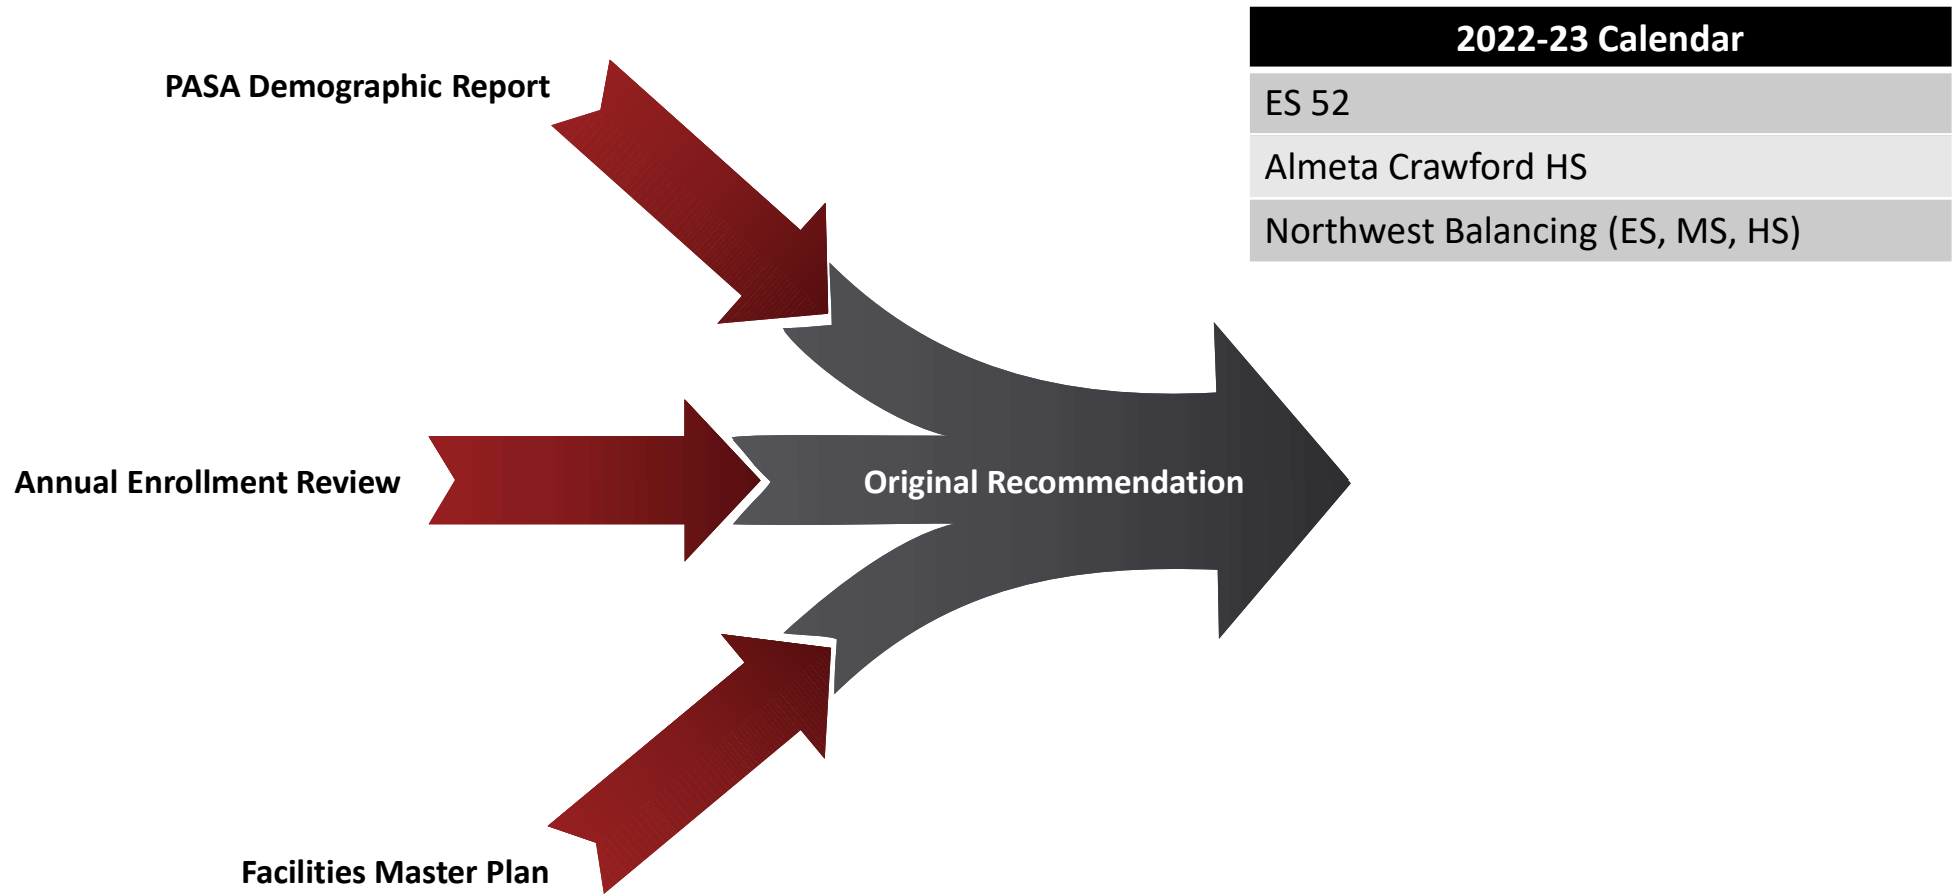 PASA Demographic Report
Annual Enrollment Review
Facilities Master Plan
Original Recommendation
2022-23 Calendar
ES 52
Almeta Crawford HS
Northwest Balancing (ES, MS, HS)